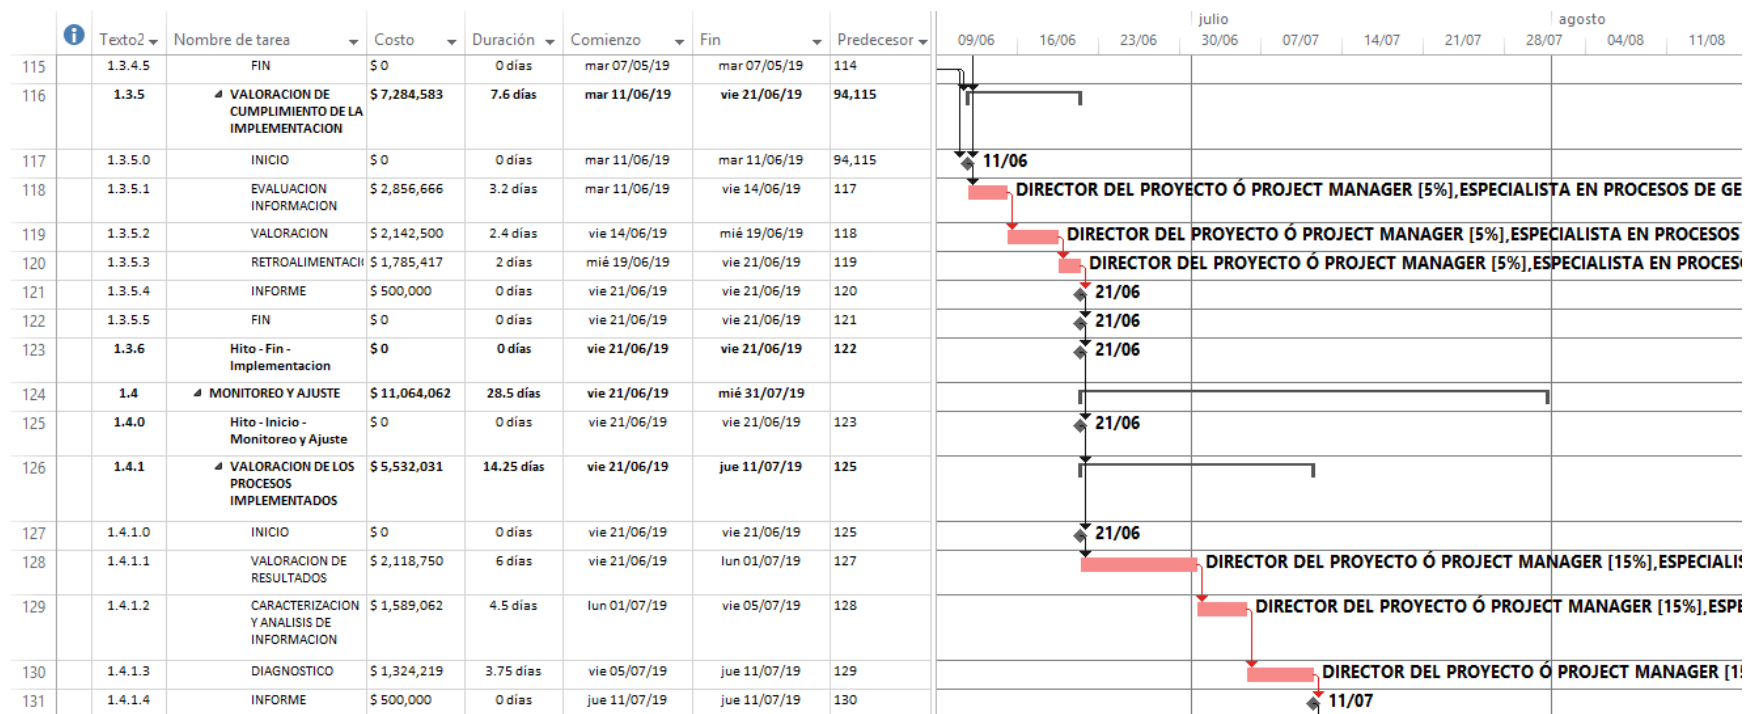 julio agosto
Texto2 Nombre de tarea Costo Duración Comienzo Fin Predecesor 09/06 16/06 23/06 30/06 07/07 14/07 21/07 28/07 04/08 11/08
115 1.3.4.5 FIN $ 0 0 días mar 07/05/19 mar 07/05/19 114
116 1.3.5 VALORACION DE $ 7,284,583 7.6 días mar 11/06/19 vie 21/06/19 94,115
CUMPLIMIENTO DE LA
IMPLEMENTACION
117 1.3.5.0 INICIO $ 0 0 días mar 11/06/19 mar 11/06/19 94,115 11/06
118 1.3.5.1 EVALUACION $ 2,856,666 3.2 días mar 11/06/19 vie 14/06/19 117 DIRECTOR DEL PROYECTO Ó PROJECT MANAGER [5%],ESPECIALISTA EN PROCESOS DE GE
INFORMACION
119 1.3.5.2 VALORACION $ 2,142,500 2.4 días vie 14/06/19 mié 19/06/19 118 DIRECTOR DEL PROYECTO Ó PROJECT MANAGER [5%],ESPECIALISTA EN PROCESOS
120 1.3.5.3 RETROALIMENTACI $ 1,785,417 2 días mié 19/06/19 vie 21/06/19 119 DIRECTOR DEL PROYECTO Ó PROJECT MANAGER [5%],ESPECIALISTA EN PROCES
121 1.3.5.4 INFORME $ 500,000 0 días vie 21/06/19 vie 21/06/19 120 21/06
122 1.3.5.5 FIN $ 0 0 días vie 21/06/19 vie 21/06/19 121 21/06
123 1.3.6 Hito - Fin - $ 0 0 días vie 21/06/19 vie 21/06/19 122 21/06
Implementacion
124 1.4 MONITOREO Y AJUSTE $ 11,064,062 28.5 días vie 21/06/19 mié 31/07/19
125 1.4.0 Hito - Inicio - $ 0 0 días vie 21/06/19 vie 21/06/19 123 21/06
Monitoreo y Ajuste
126 1.4.1 VALORACION DE LOS $ 5,532,031 14.25 días vie 21/06/19 jue 11/07/19 125
PROCESOS
IMPLEMENTADOS
127 1.4.1.0 INICIO $ 0 0 días vie 21/06/19 vie 21/06/19 125 21/06
128 1.4.1.1 VALORACION DE $ 2,118,750 6 días vie 21/06/19 lun 01/07/19 127 DIRECTOR DEL PROYECTO Ó PROJECT MANAGER [15%],ESPECIALIS
RESULTADOS
129 1.4.1.2 CARACTERIZACION $ 1,589,062 4.5 días lun 01/07/19 vie 05/07/19 128 DIRECTOR DEL PROYECTO Ó PROJECT MANAGER [15%],ESPE
Y ANALISIS DE
INFORMACION
130 1.4.1.3 DIAGNOSTICO $ 1,324,219 3.75 días vie 05/07/19 jue 11/07/19 129 DIRECTOR DEL PROYECTO Ó PROJECT MANAGER [15
131 1.4.1.4 INFORME $ 500,000 0 días jue 11/07/19 jue 11/07/19 130 11/07